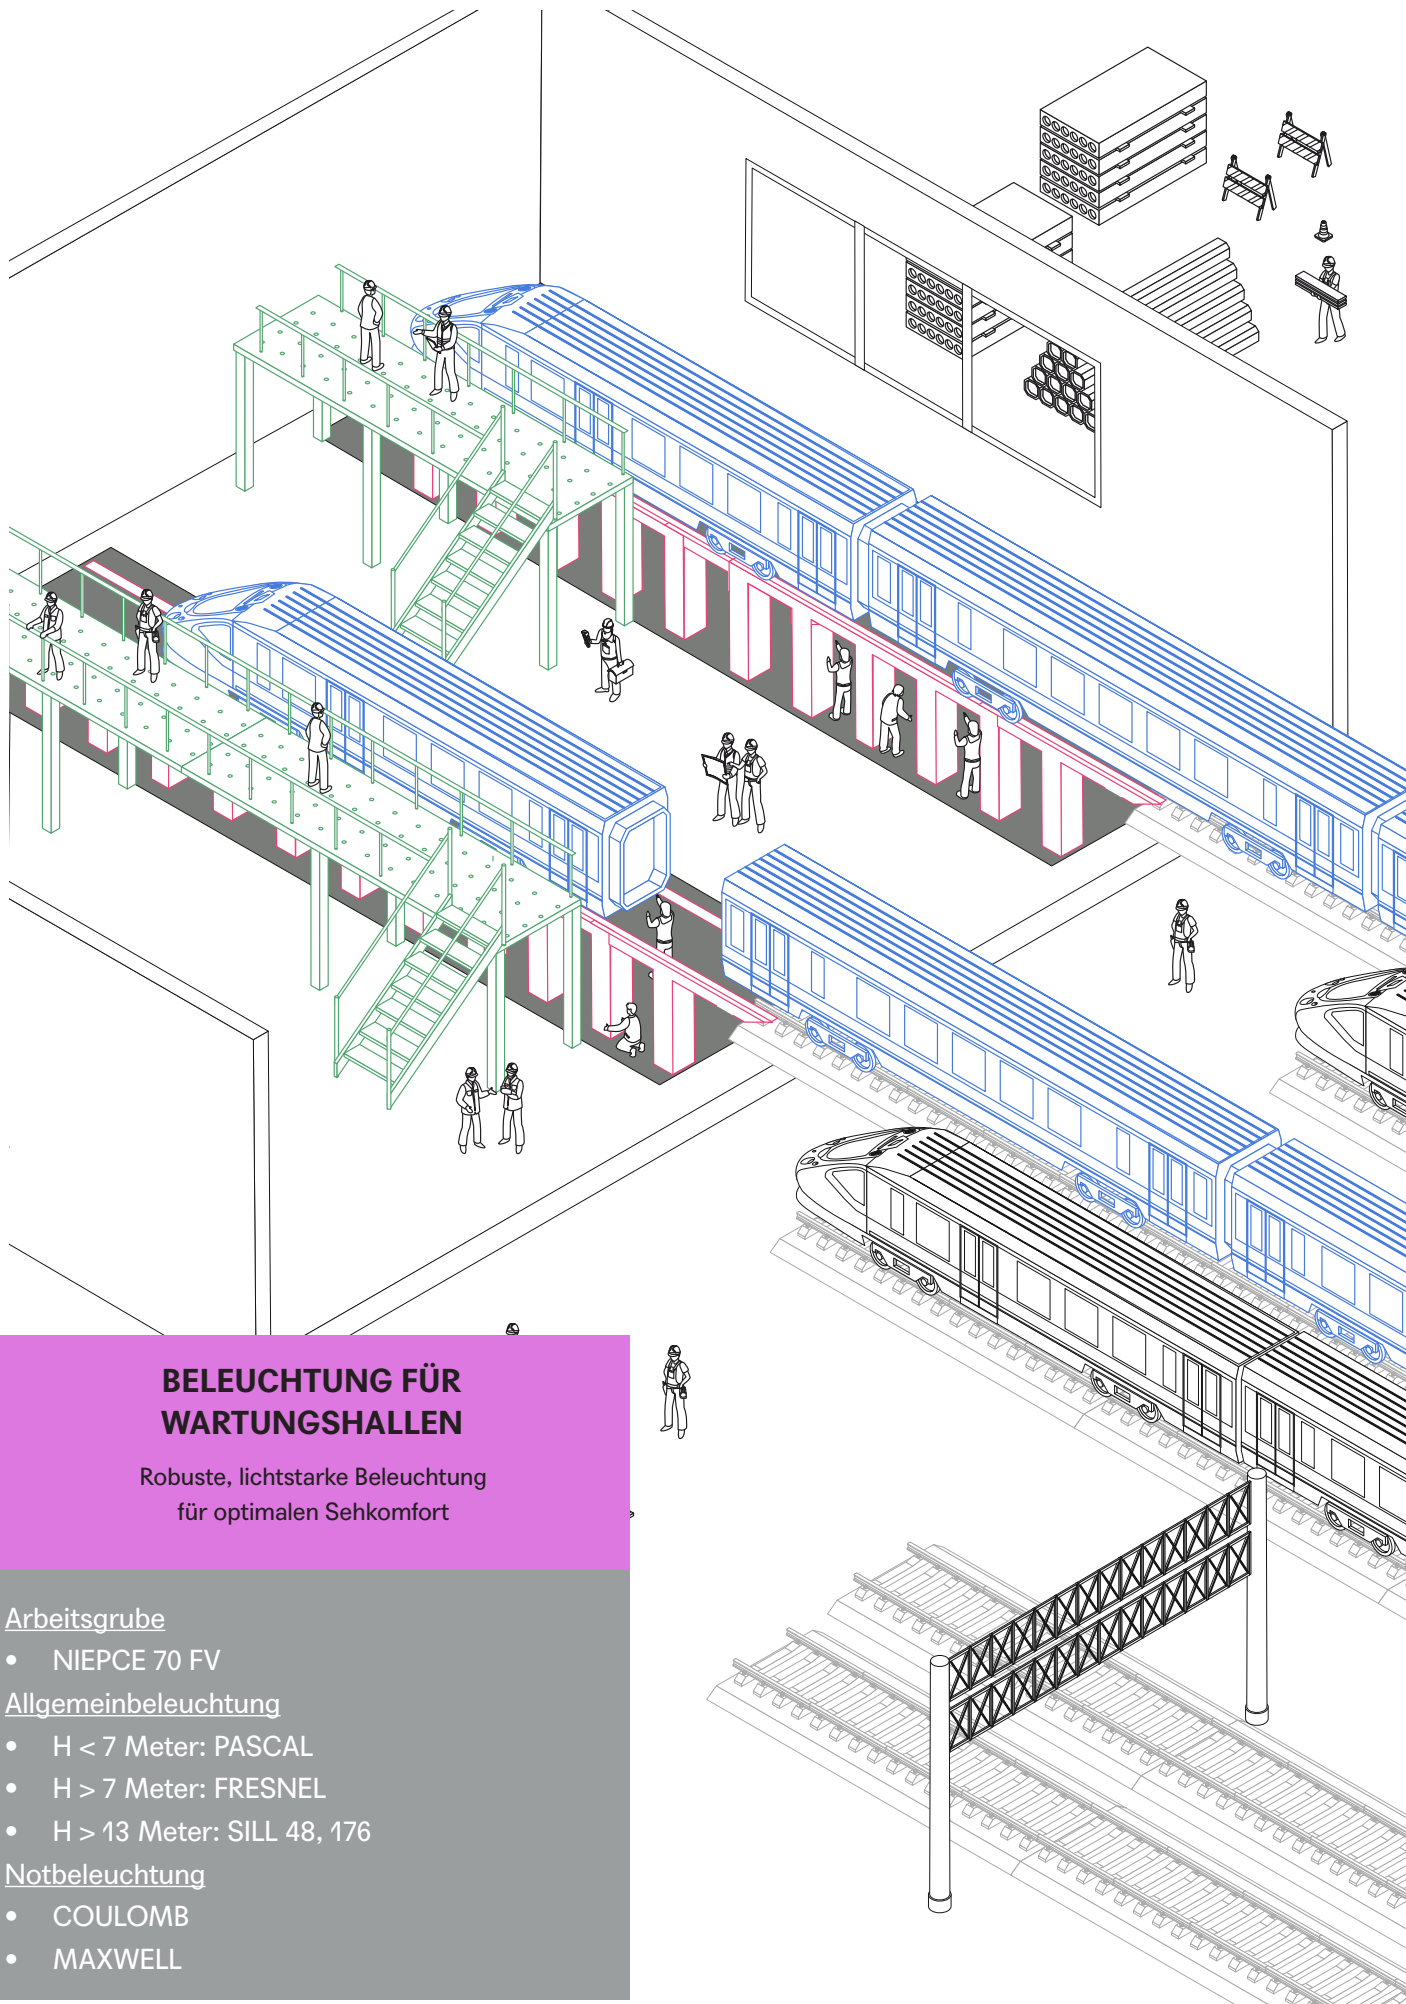 BELEUCHTUNG FÜR
WARTUNGSHALLEN
Robuste, lichtstarke Beleuchtung
für optimalen Sehkomfort
Arbeitsgrube
• NIEPCE 70 FV
Allgemeinbeleuchtung
• H < 7 Meter: PASCAL
• H > 7 Meter: FRESNEL
• H > 13 Meter: SILL 48, 176
Notbeleuchtung
• COULOMB
• MAXWELL